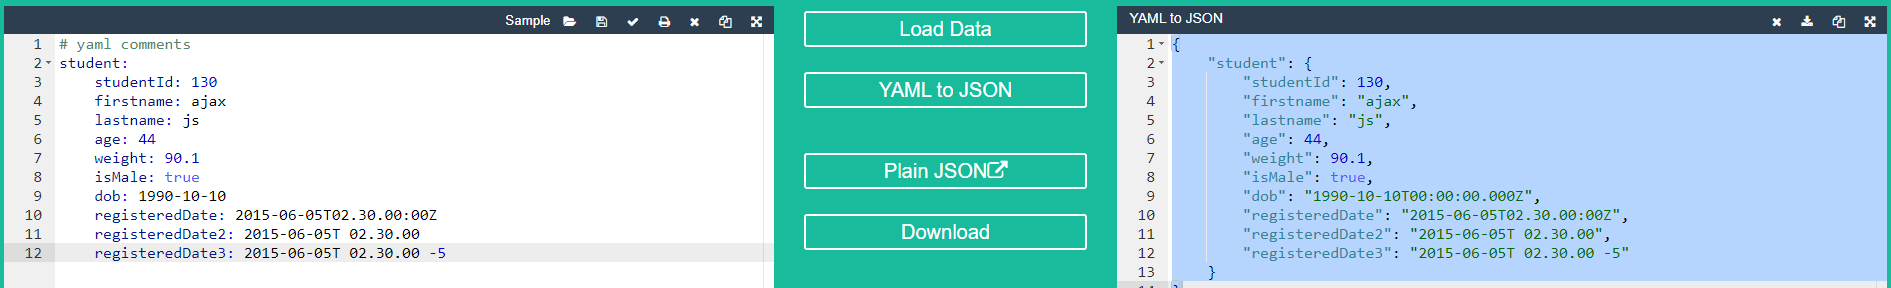 Sample
1 # yaml comments
2 student:
3 studentId: 130
4 firstname: ajax
5 lastname: js
6 age: 44
7 weight: 90.1
8 isMale: true
9 dob: 1990-10-10
10 registeredDate: 2015-06-05T02.30.00:00Z
11 registeredDate2: 2015-06-05T 02.30.00
12 registeredDate3: 2015-06-05T 02.30.00 -5
Load Data
YAML to JSON
Plain JSON
Download
YAML to JSON
1 {
2 "student": {
3 "studentId": 130,
4 "firstname": "ajax",
5 "lastname": "js",
6 "age": 44,
7 "weight": 90.1,
8 "isMale": true,
9 "dob": "1990-10-10T00:00:00.000Z",
10 "registeredDate": "2015-06-05T02.30.00:00Z",
11 "registeredDate2": "2015-06-05T 02.30.00",
12 "registeredDate3": "2015-06-05T 02.30.00 -5"
13 }
14 }